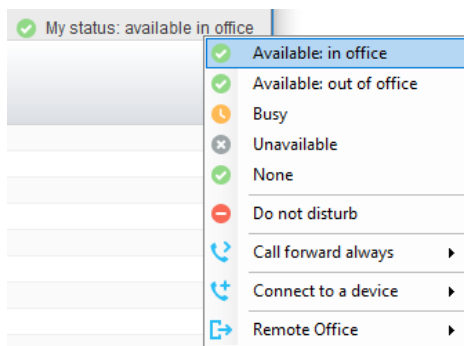 My status: available in office
Available: in office
Available: out of office
Busy
Unavailable
None
Do not disturb
Call forward always
Connect to a device
Remote Office